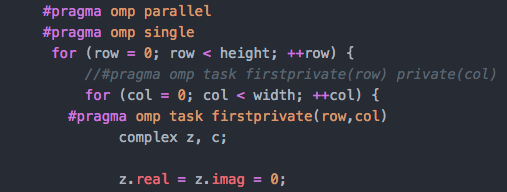 #pragma omp parallel
#pragma omp single
for (row = 0; row < height; ++row) {
//#pragma omp task firstprivate(row) private(col)
for (col = 0; col < width; ++col) {
#pragma omp task firstprivate(row,col)
complex z, c;
z.real = z.imag = 0;